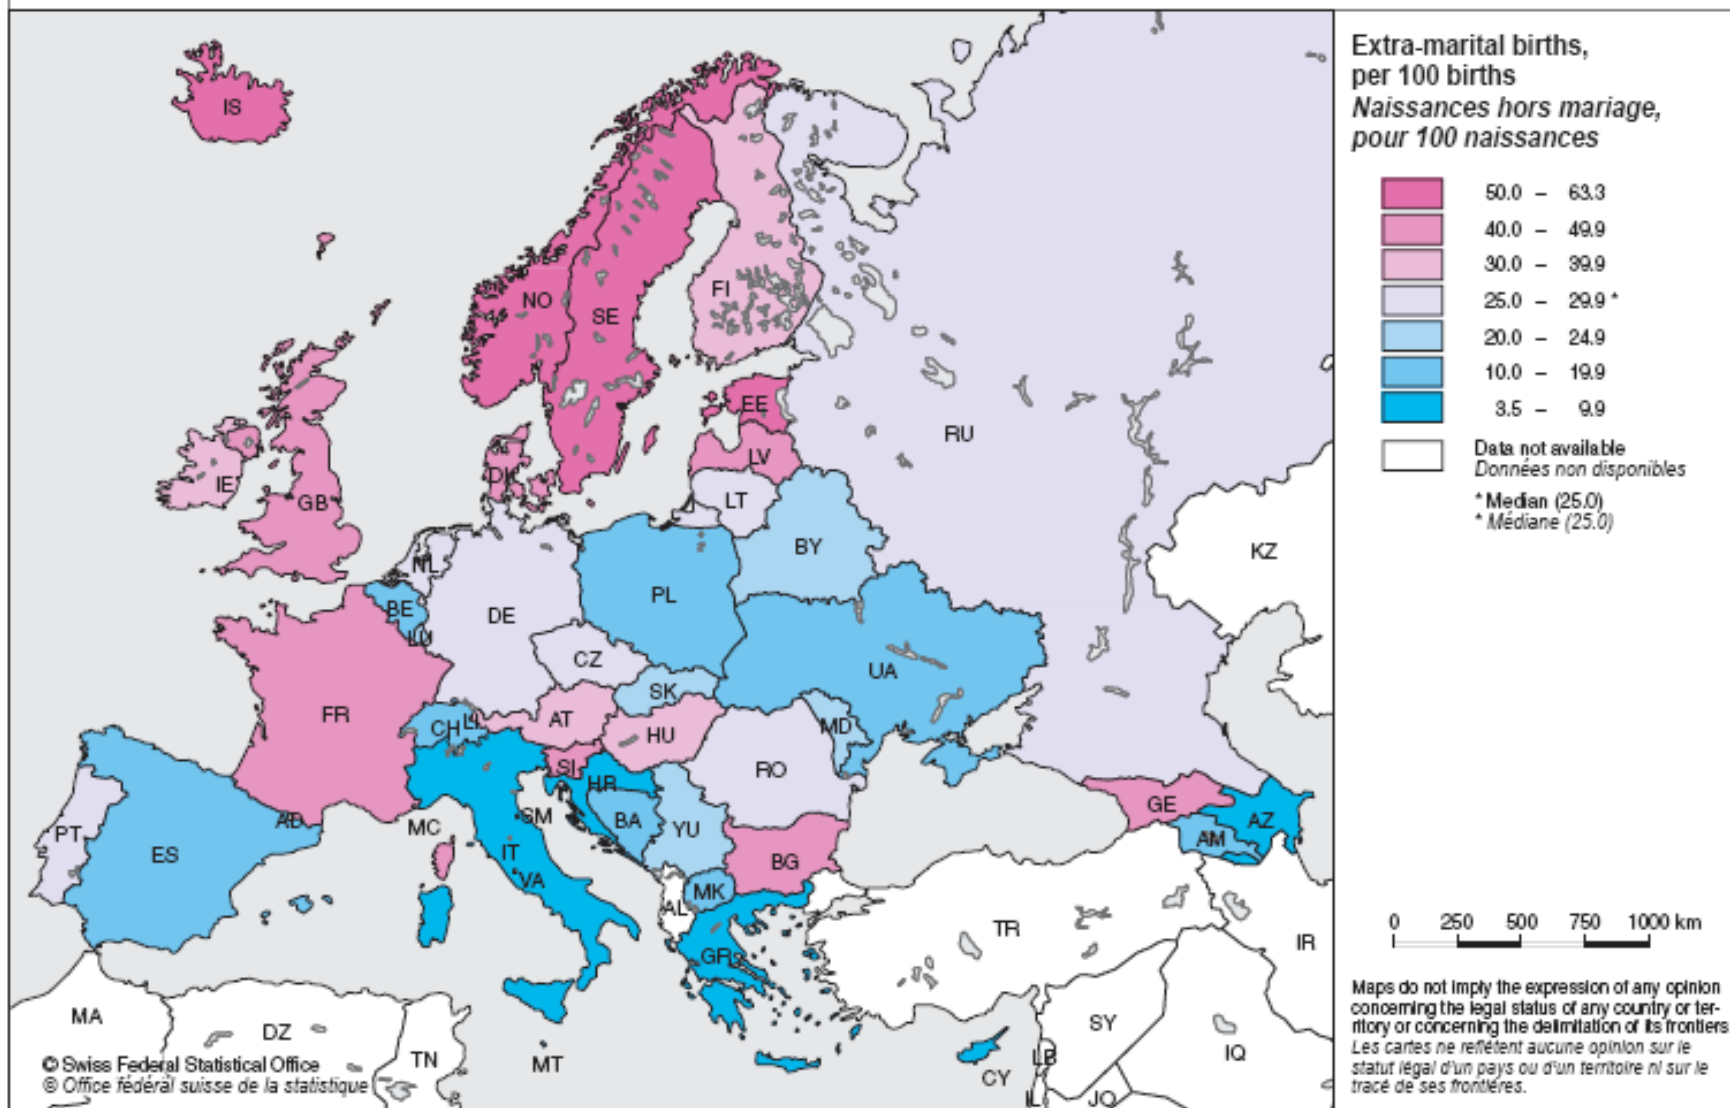 Extra-marital births,
per 100 births
Naissances hors mariage,
pour 100 naissances
50.0 – 63.3
40.0 – 49.9
30.0 – 39.9
25.0 – 29.9 *
20.0 – 24.9
10.0 – 19.9
3.5 – 9.9
Data not available
Données non disponibles
* Median (25.0)
* Médiane (25.0)
IS
NO
SE
FI
EE
RU
LV
DK
IE
GB
LT
BY
KZ
NL
DE
PL
BE
LU
CZ
UA
SK
FR
CH
LI
AT
HU
MD
SI
RO
HR
GE
AZ
AM
AD
MC
SM
BA
YU
PT
ES
IT
VA
BG
MK
AL
TR
IR
GR
MA
DZ
TN
MT
CY
SY
LB
IQ
IL
JO
0 250 500 750 1000 km
© Swiss Federal Statistical Office
© Office fédéral suisse de la statistique
Maps do not imply the expression of any opinion
concerning the legal status of any country or ter-
ritory or concerning the delimitation of its frontiers
Les cartes ne reflètent aucune opinion sur le
statut légal d'un pays ou d'un territoire ni sur le
tracé de ses frontières.